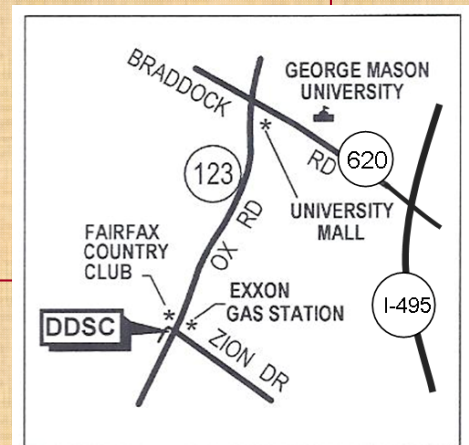 BRADDOCK
RD
GEORGE MASON
UNIVERSITY
620
123
UNIVERSITY
MALL
OX RD
FAIRFAX
COUNTRY
CLUB
EXXON
GAS STATION
I-495
DDSC
ZION DR